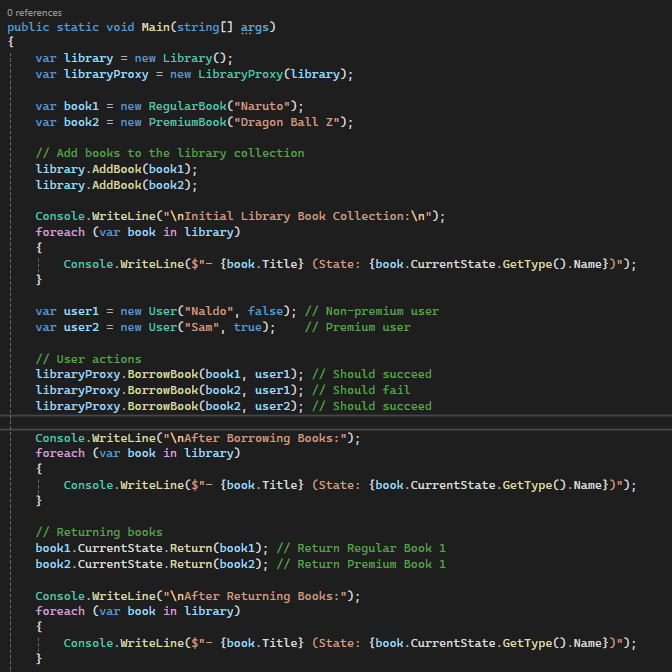 0 references
public static void Main(string[] args)
{
var library = new Library();
var libraryProxy = new LibraryProxy(library);
var book1 = new RegularBook("Naruto");
var book2 = new PremiumBook("Dragon Ball Z");
// Add books to the library collection
library.AddBook(book1);
library.AddBook(book2);
Console.WriteLine("\nInitial Library Book Collection:\n");
foreach (var book in library)
{
Console.WriteLine($"- {book.Title} (State: {book.CurrentState.GetType().Name})");
}
var user1 = new User("Naldo", false); // Non-premium user
var user2 = new User("Sam", true); // Premium user
// User actions
libraryProxy.BorrowBook(book1, user1); // Should succeed
libraryProxy.BorrowBook(book2, user1); // Should fail
libraryProxy.BorrowBook(book2, user2); // Should succeed
Console.WriteLine("\nAfter Borrowing Books:");
foreach (var book in library)
{
Console.WriteLine($"- {book.Title} (State: {book.CurrentState.GetType().Name})");
}
// Returning books
book1.CurrentState.Return(book1); // Return Regular Book 1
book2.CurrentState.Return(book2); // Return Premium Book 1
Console.WriteLine("\nAfter Returning Books:");
foreach (var book in library)
{
Console.WriteLine($"- {book.Title} (State: {book.CurrentState.GetType().Name})");
}